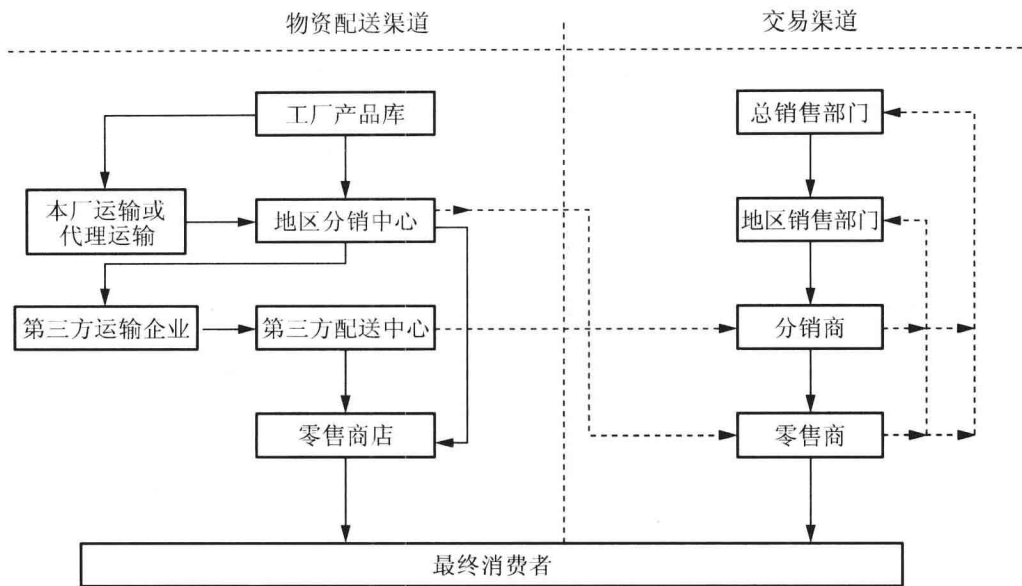 物资配送渠道
交易渠道
工厂产品库
总销售部门
本厂运输或
代理运输
地区分销中心
地区销售部门
第三方运输企业
第三方配送中心
分销商
零售商店
零售商
最终消费者